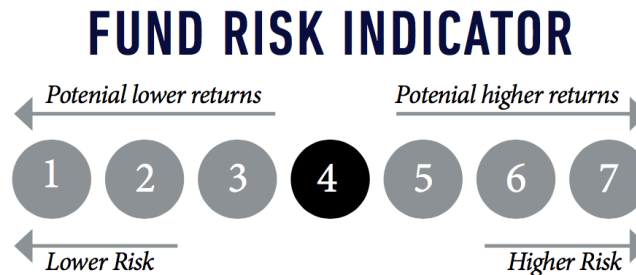 FUND RISK INDICATOR
Potenial lower returns Potenial higher returns
1 2 3 4 5 6 7
Lower Risk Higher Risk